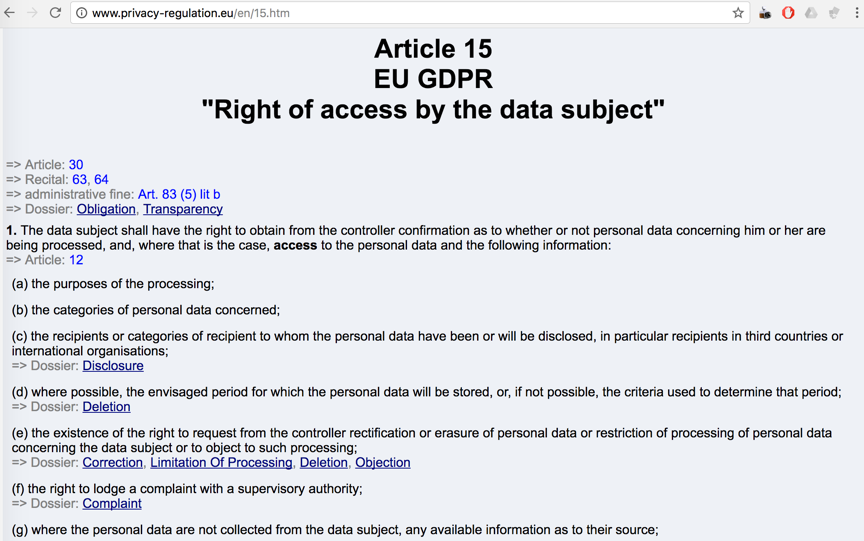 www.privacy-regulation.eu/en/15.htm
Article 15
EU GDPR
"Right of access by the data subject"
=> Article: 30
=> Recital: 63, 64
=> administrative fine: Art. 83 (5) lit b
=> Dossier: Obligation, Transparency
1. The data subject shall have the right to obtain from the controller confirmation as to whether or not personal data concerning him or her are
being processed, and, where that is the case, access to the personal data and the following information:
=> Article: 12
(a) the purposes of the processing;
(b) the categories of personal data concerned;
(c) the recipients or categories of recipient to whom the personal data have been or will be disclosed, in particular recipients in third countries or
international organisations;
=> Dossier: Disclosure
(d) where possible, the envisaged period for which the personal data will be stored, or, if not possible, the criteria used to determine that period;
=> Dossier: Deletion
(e) the existence of the right to request from the controller rectification or erasure of personal data or restriction of processing of personal data
concerning the data subject or to object to such processing;
=> Dossier: Correction, Limitation Of Processing, Deletion, Objection
(f) the right to lodge a complaint with a supervisory authority;
=> Dossier: Complaint
(g) where the personal data are not collected from the data subject, any available information as to their source;